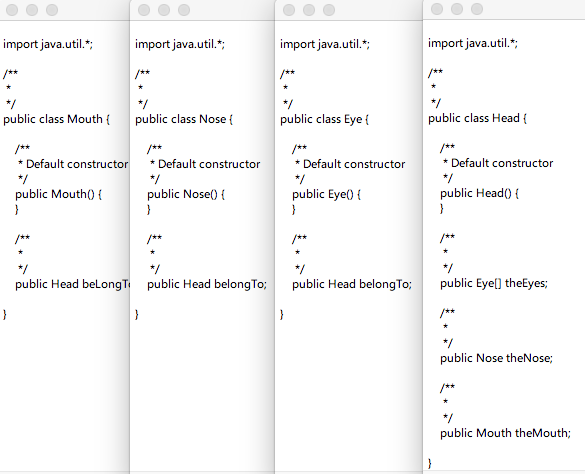 import java.util.*;
/**
*
*/
public class Mouth {
/**
* Default constructor
*/
public Mouth() {
}
/**
*
*/
public Head
}
import java.util.*;
/**
*
*/
public class Nose {
/**
* Default constructor
*/
public Nose() {
}
/**
*
*/
public Head belongTo;
}
import java.util.*;
/**
*
*/
public class Eye {
/**
* Default constructor
*/
public Eye() {
}
/**
*
*/
public Head belongTo;
}
import java.util.*;
/**
*
*/
public class Head {
/**
* Default constructor
*/
public Head() {
}
/**
*
*/
public Eye[] theEyes;
/**
*
*/
public Nose theNose;
/**
*
*/
public Mouth theMouth;
}